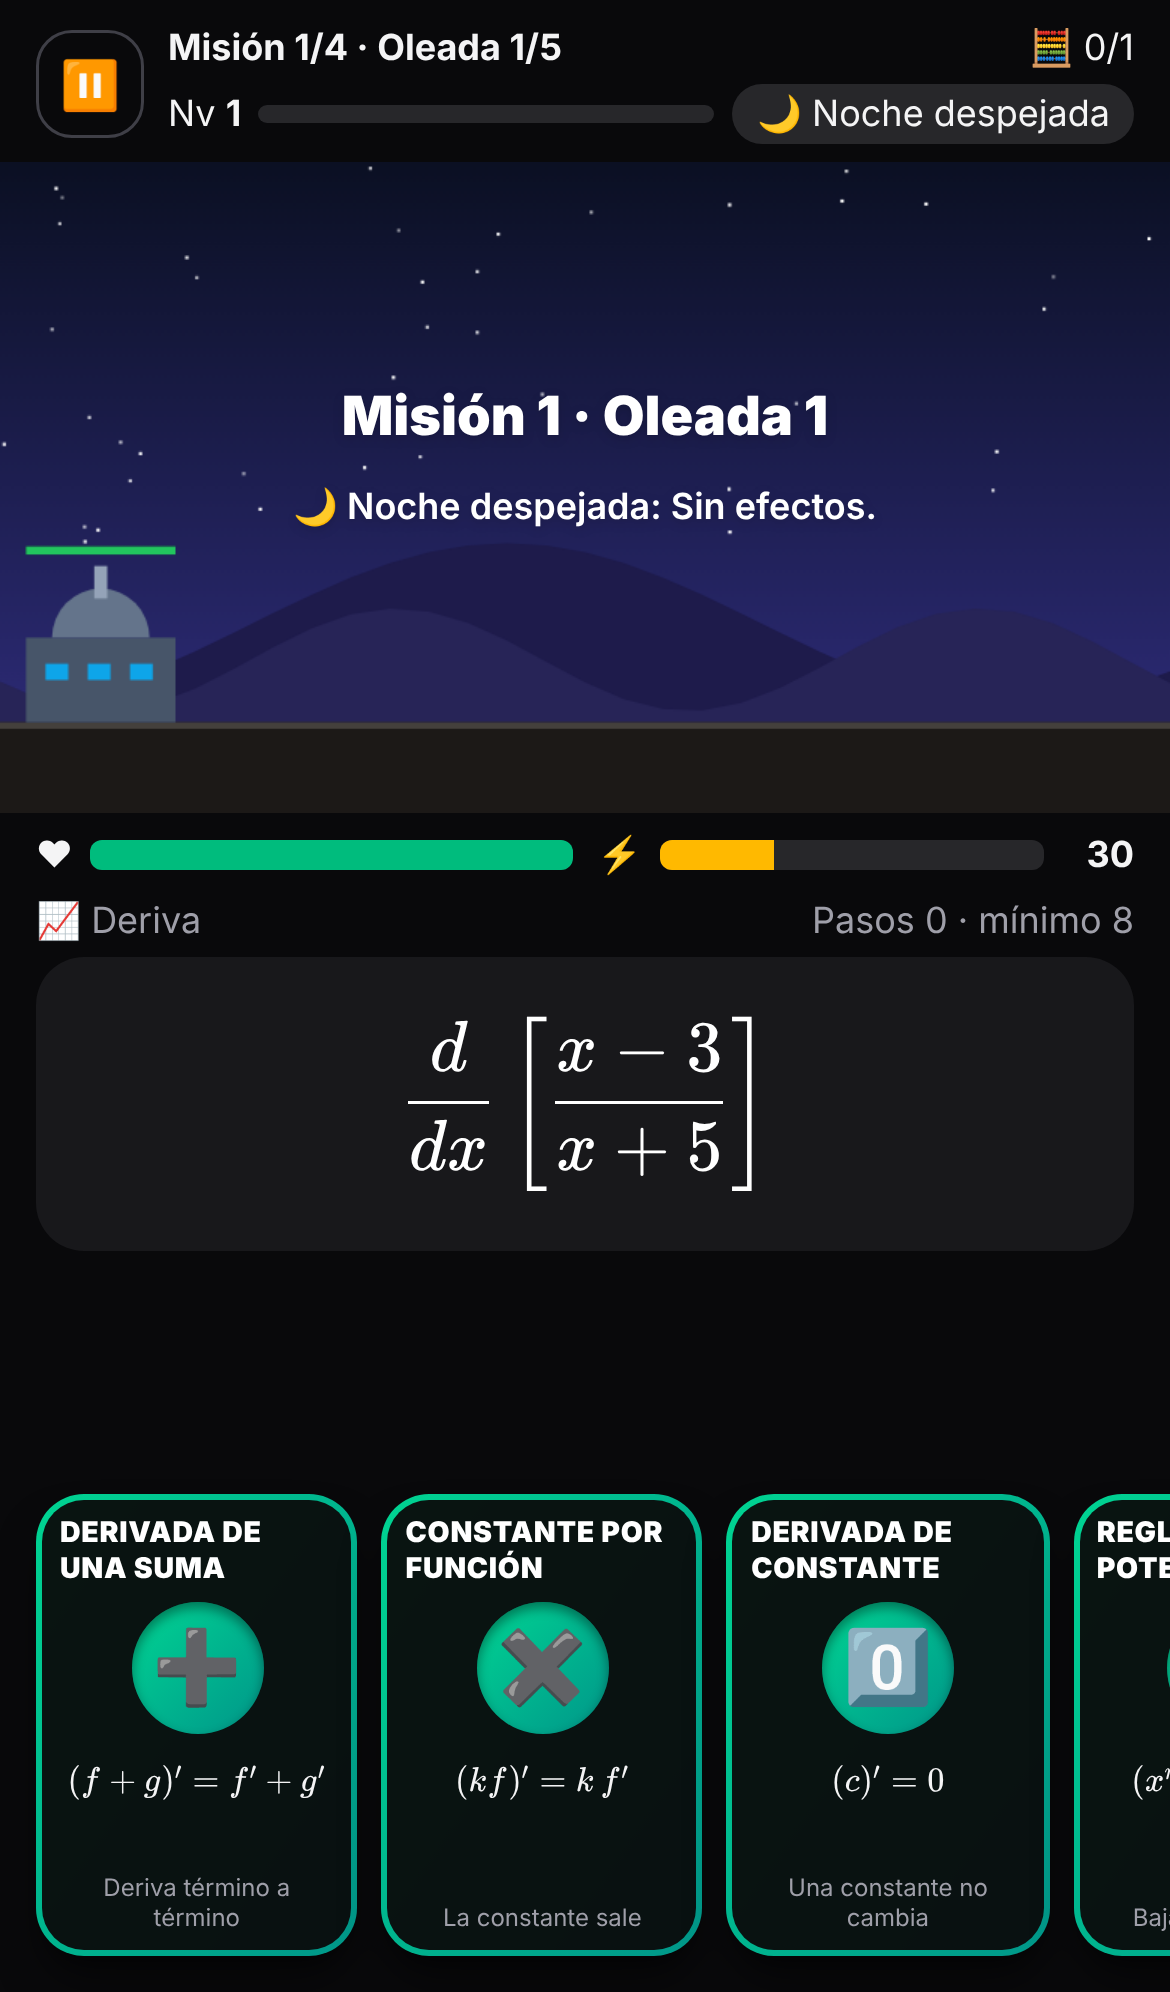 Misión 1/4 · Oleada 1/5
🧮 0/1
Nv 1
🌙 Noche despejada
Misión 1 · Oleada 1
🌙 Noche despejada: Sin efectos.
30
📈 Deriva
Pasos 0 · mínimo 8
d/dx [(x − 3)/(x + 5)]
DERIVADA DE
UNA SUMA
(f + g)′ = f′ + g′
Deriva término a
término
CONSTANTE POR
FUNCIÓN
(kf)′ = k f′
La constante sale
DERIVADA DE
CONSTANTE
0
(c)′ = 0
Una constante no
cambia